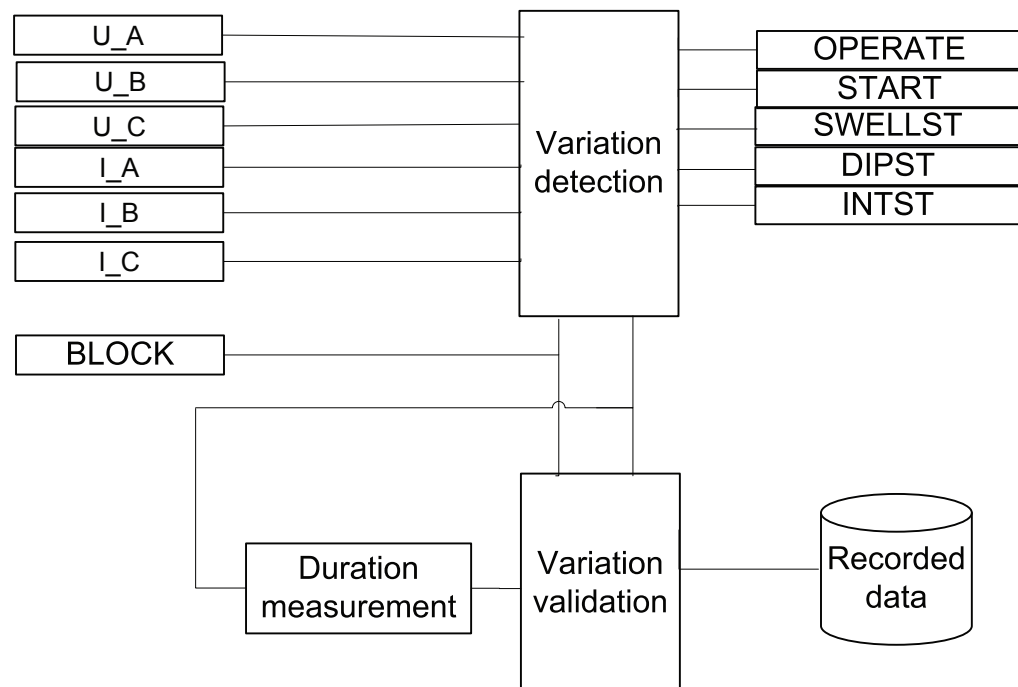 U_A
U_B
U_C
I_A
I_B
I_C
BLOCK
Variation
detection
OPERATE
START
SWELLST
DIPST
INTST
Duration
measurement
Variation
validation
Recorded
data